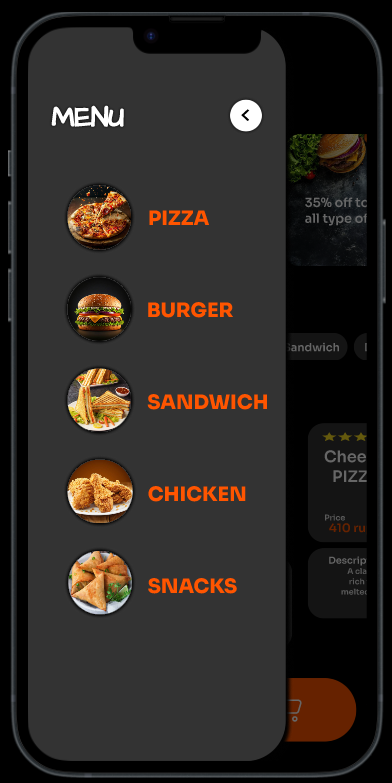 MENU
35% off to
all type of
PIZZA
BURGER
Sandwich
SANDWICH
Chee
PIZZ
CHICKEN
Price
410 ru
Descrip
A cla
rich
melte
SNACKS